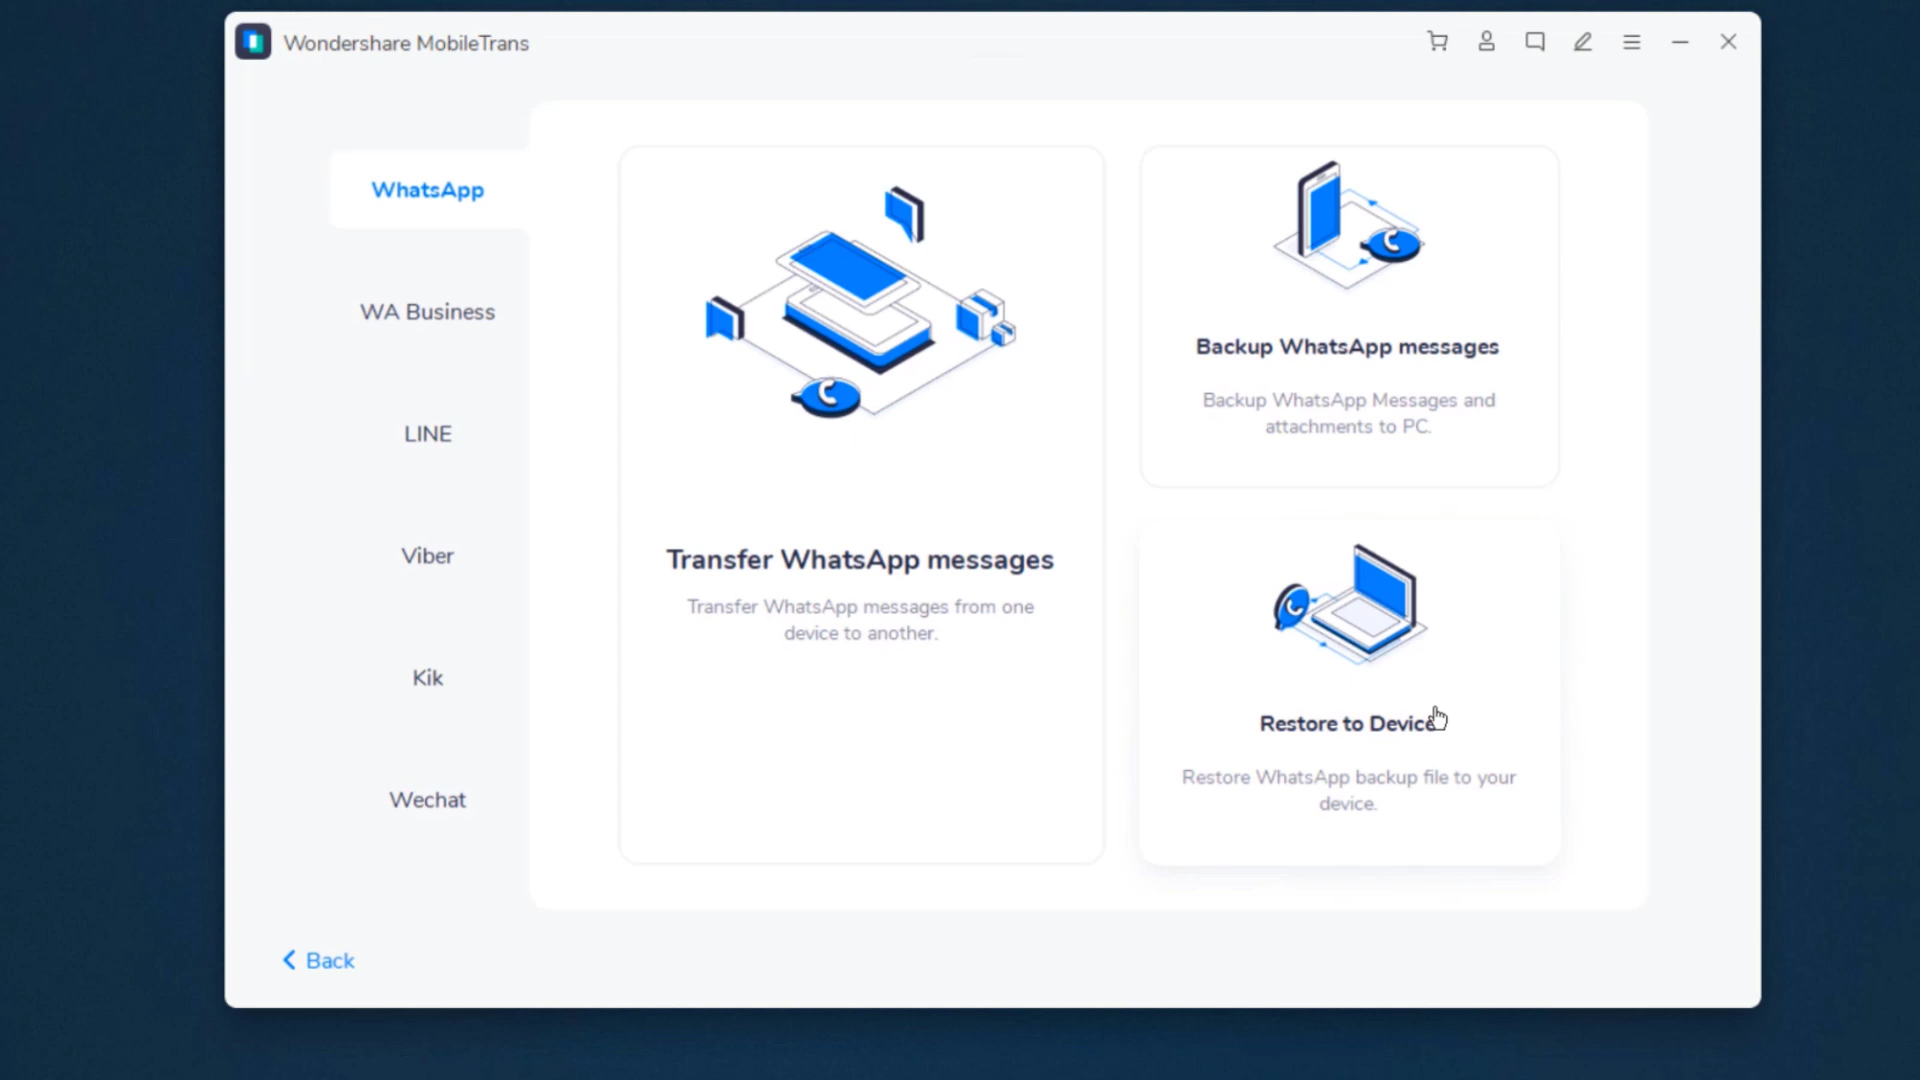 Wondershare MobileTrans
WhatsApp
WA Business
LINE
Viber
Kik
Wechat
Transfer WhatsApp messages
Transfer WhatsApp messages from one
device to another.
Backup WhatsApp messages
Backup WhatsApp Messages and
attachments to PC.
Restore to Device
Restore WhatsApp backup file to your
device.
Back